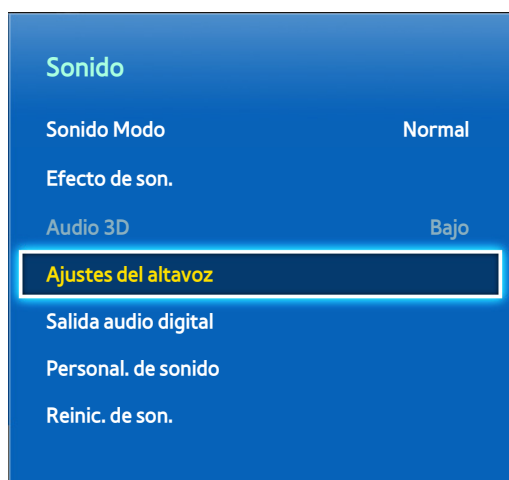 Sonido
Sonido Modo Normal
Efecto de son.
Audio 3D Bajo
Ajustes del altavoz
Salida audio digital
Personal. de sonido
Reinic. de son.